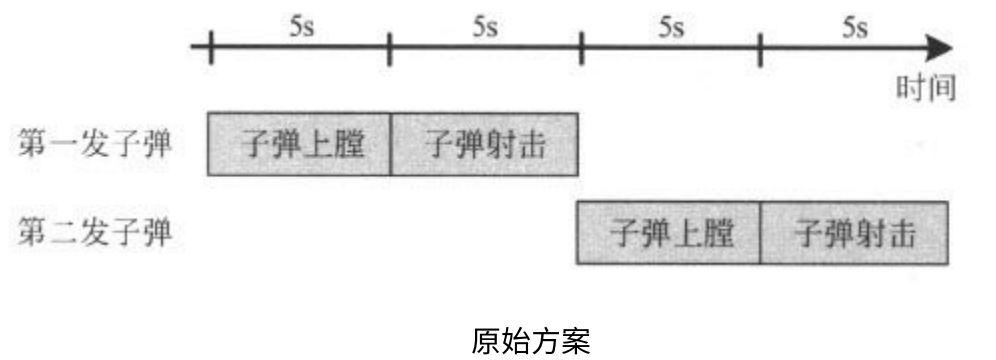 5s 5s 5s 5s
时间
第一发子弹 子弹上膛 子弹射击
第二发子弹 子弹上膛 子弹射击
原始方案